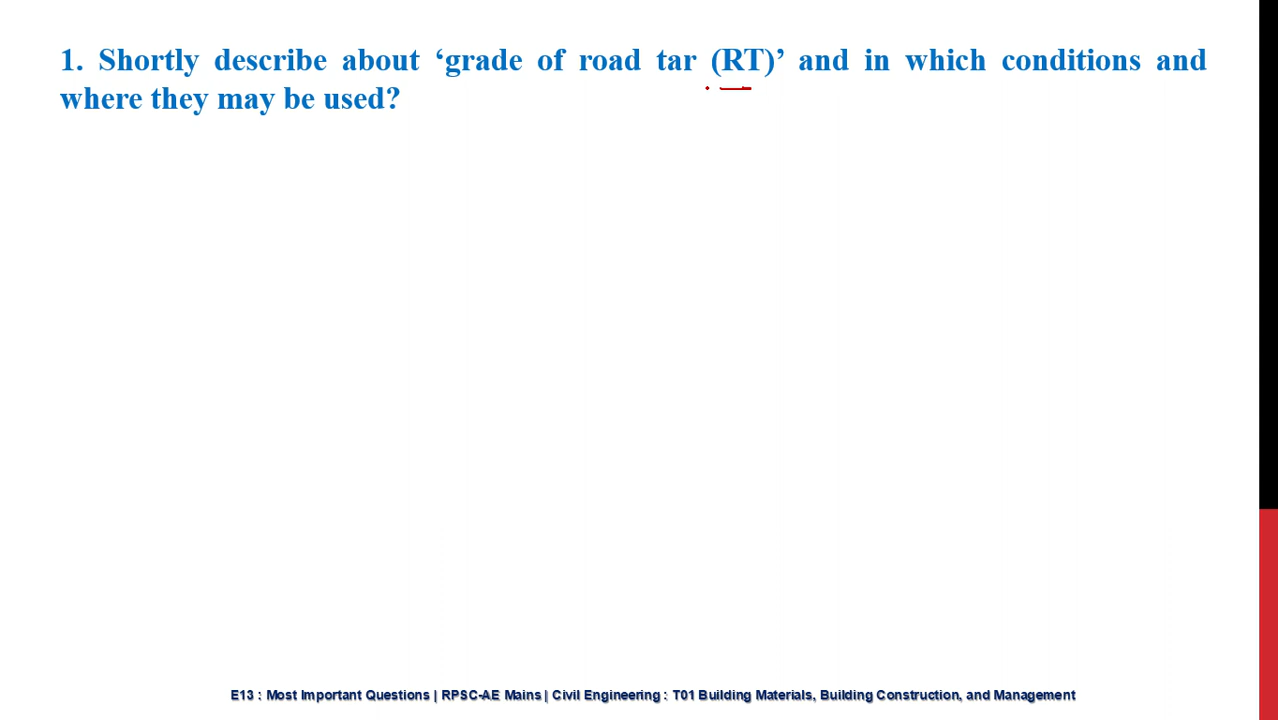 1. Shortly describe about ‘grade of road tar (RT)’ and in which conditions and
where they may be used?
E13 : Most Important Questions | RPSC-AE Mains | Civil Engineering : T01 Building Materials, Building Construction, and Management